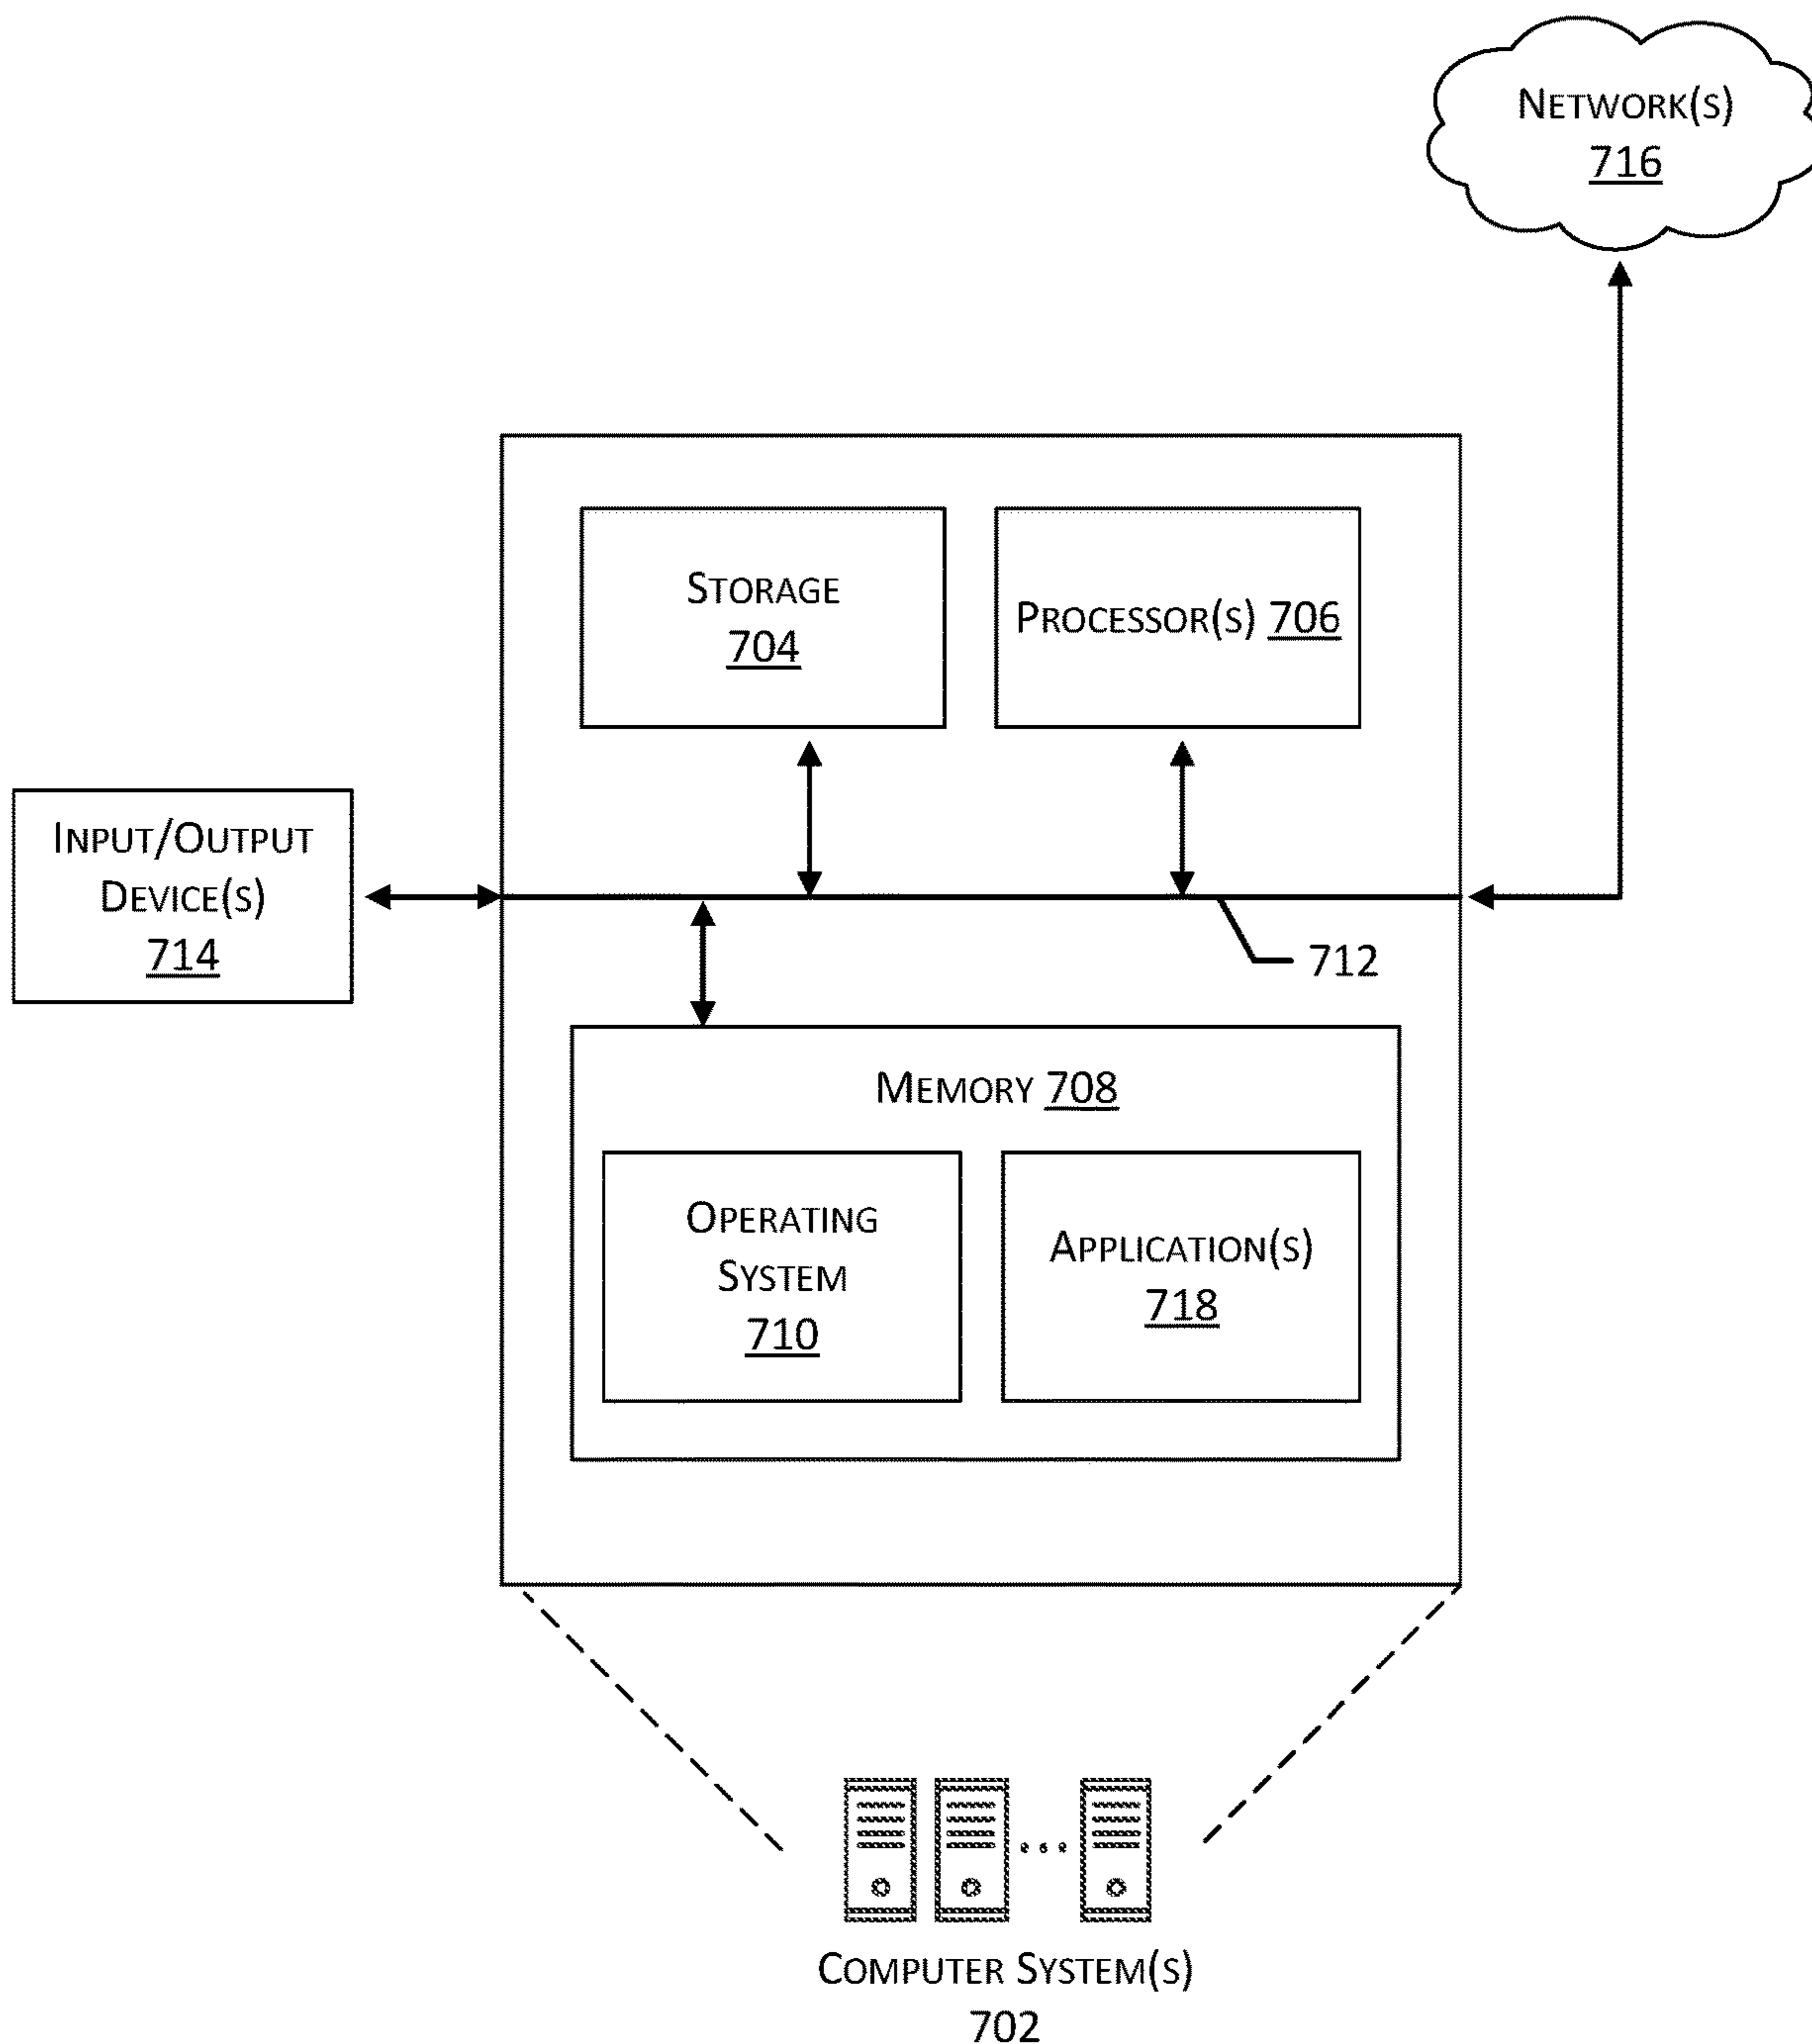 NETWORK(S)
716
STORAGE
704
PROCESSOR(S) 706
INPUT/OUTPUT
DEVICE(S)
714
712
MEMORY 708
OPERATING
SYSTEM
710
APPLICATION(S)
718
COMPUTER SYSTEM(S)
702